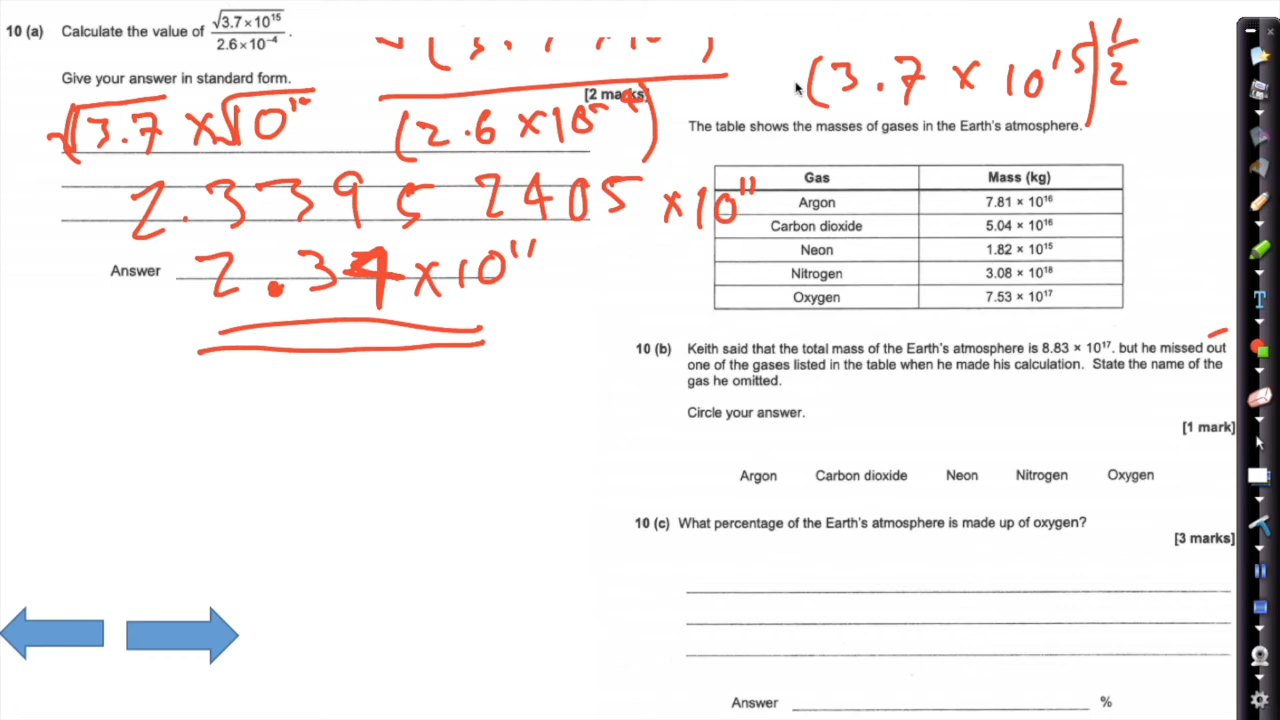 10 (a) Calculate the value of √3.7 × 10¹⁵ / 2.6 × 10⁻⁴ .
Give your answer in standard form.
[2 marks]
(2.6 × 10⁻⁴)
2.339522405 × 10¹¹
Answer 2.34 × 10¹¹
(3.7 × 10¹⁵)^½
The table shows the masses of gases in the Earth's atmosphere.
Gas Mass (kg)
Argon 7.81 × 10¹⁶
Carbon dioxide 5.04 × 10¹⁶
Neon 1.82 × 10¹⁵
Nitrogen 3.08 × 10¹⁸
Oxygen 7.53 × 10¹⁷
10 (b) Keith said that the total mass of the Earth's atmosphere is 8.83 × 10¹⁷. but he missed out
one of the gases listed in the table when he made his calculation. State the name of the
gas he omitted.
Circle your answer.
[1 mark]
Argon Carbon dioxide Neon Nitrogen Oxygen
10 (c) What percentage of the Earth's atmosphere is made up of oxygen?
[3 marks]
Answer %